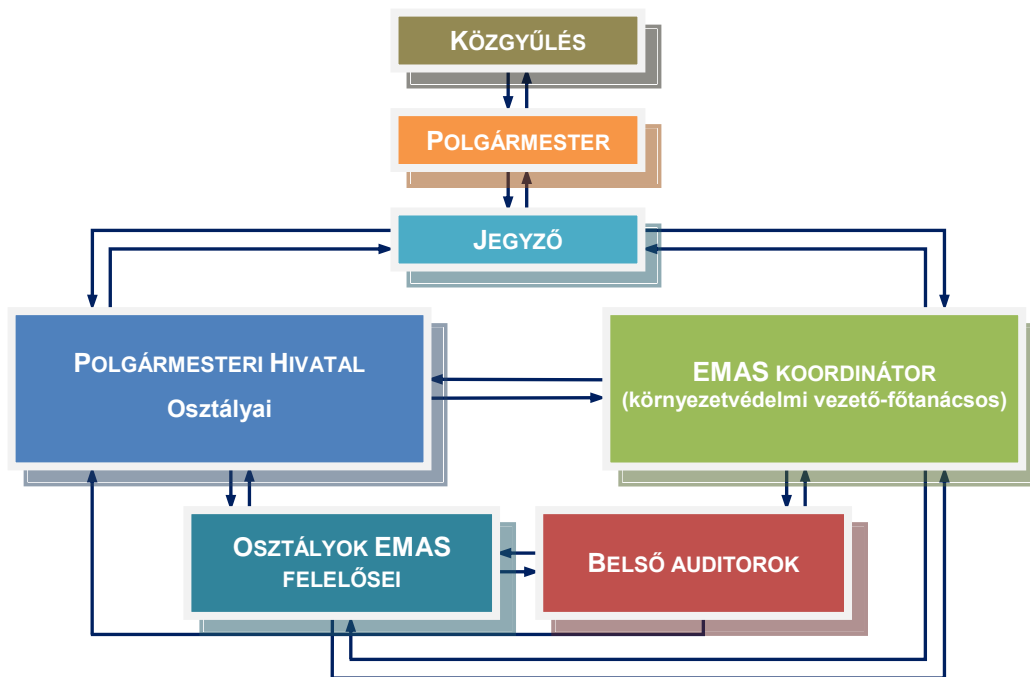 KÖZGYŰLÉS
POLGÁRMESTER
JEGYZŐ
POLGÁRMESTERI HIVATAL
Osztályai
EMAS KOORDINÁTOR
(környezetvédelmi vezető-főtanácsos)
OSZTÁLYOK EMAS
FELELŐSEI
BELSŐ AUDITOROK